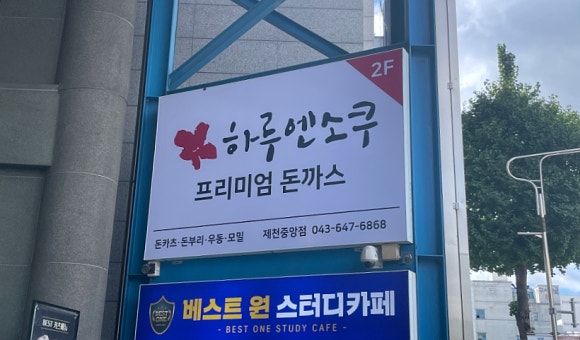 2F
하루엔소쿠
프리미엄 돈까스
돈카츠·돈부리·우동·모밀 제천중앙점 043-647-6868
베스트 원 스터디카페
- BEST ONE STUDY CAFE -
BEST
ONE